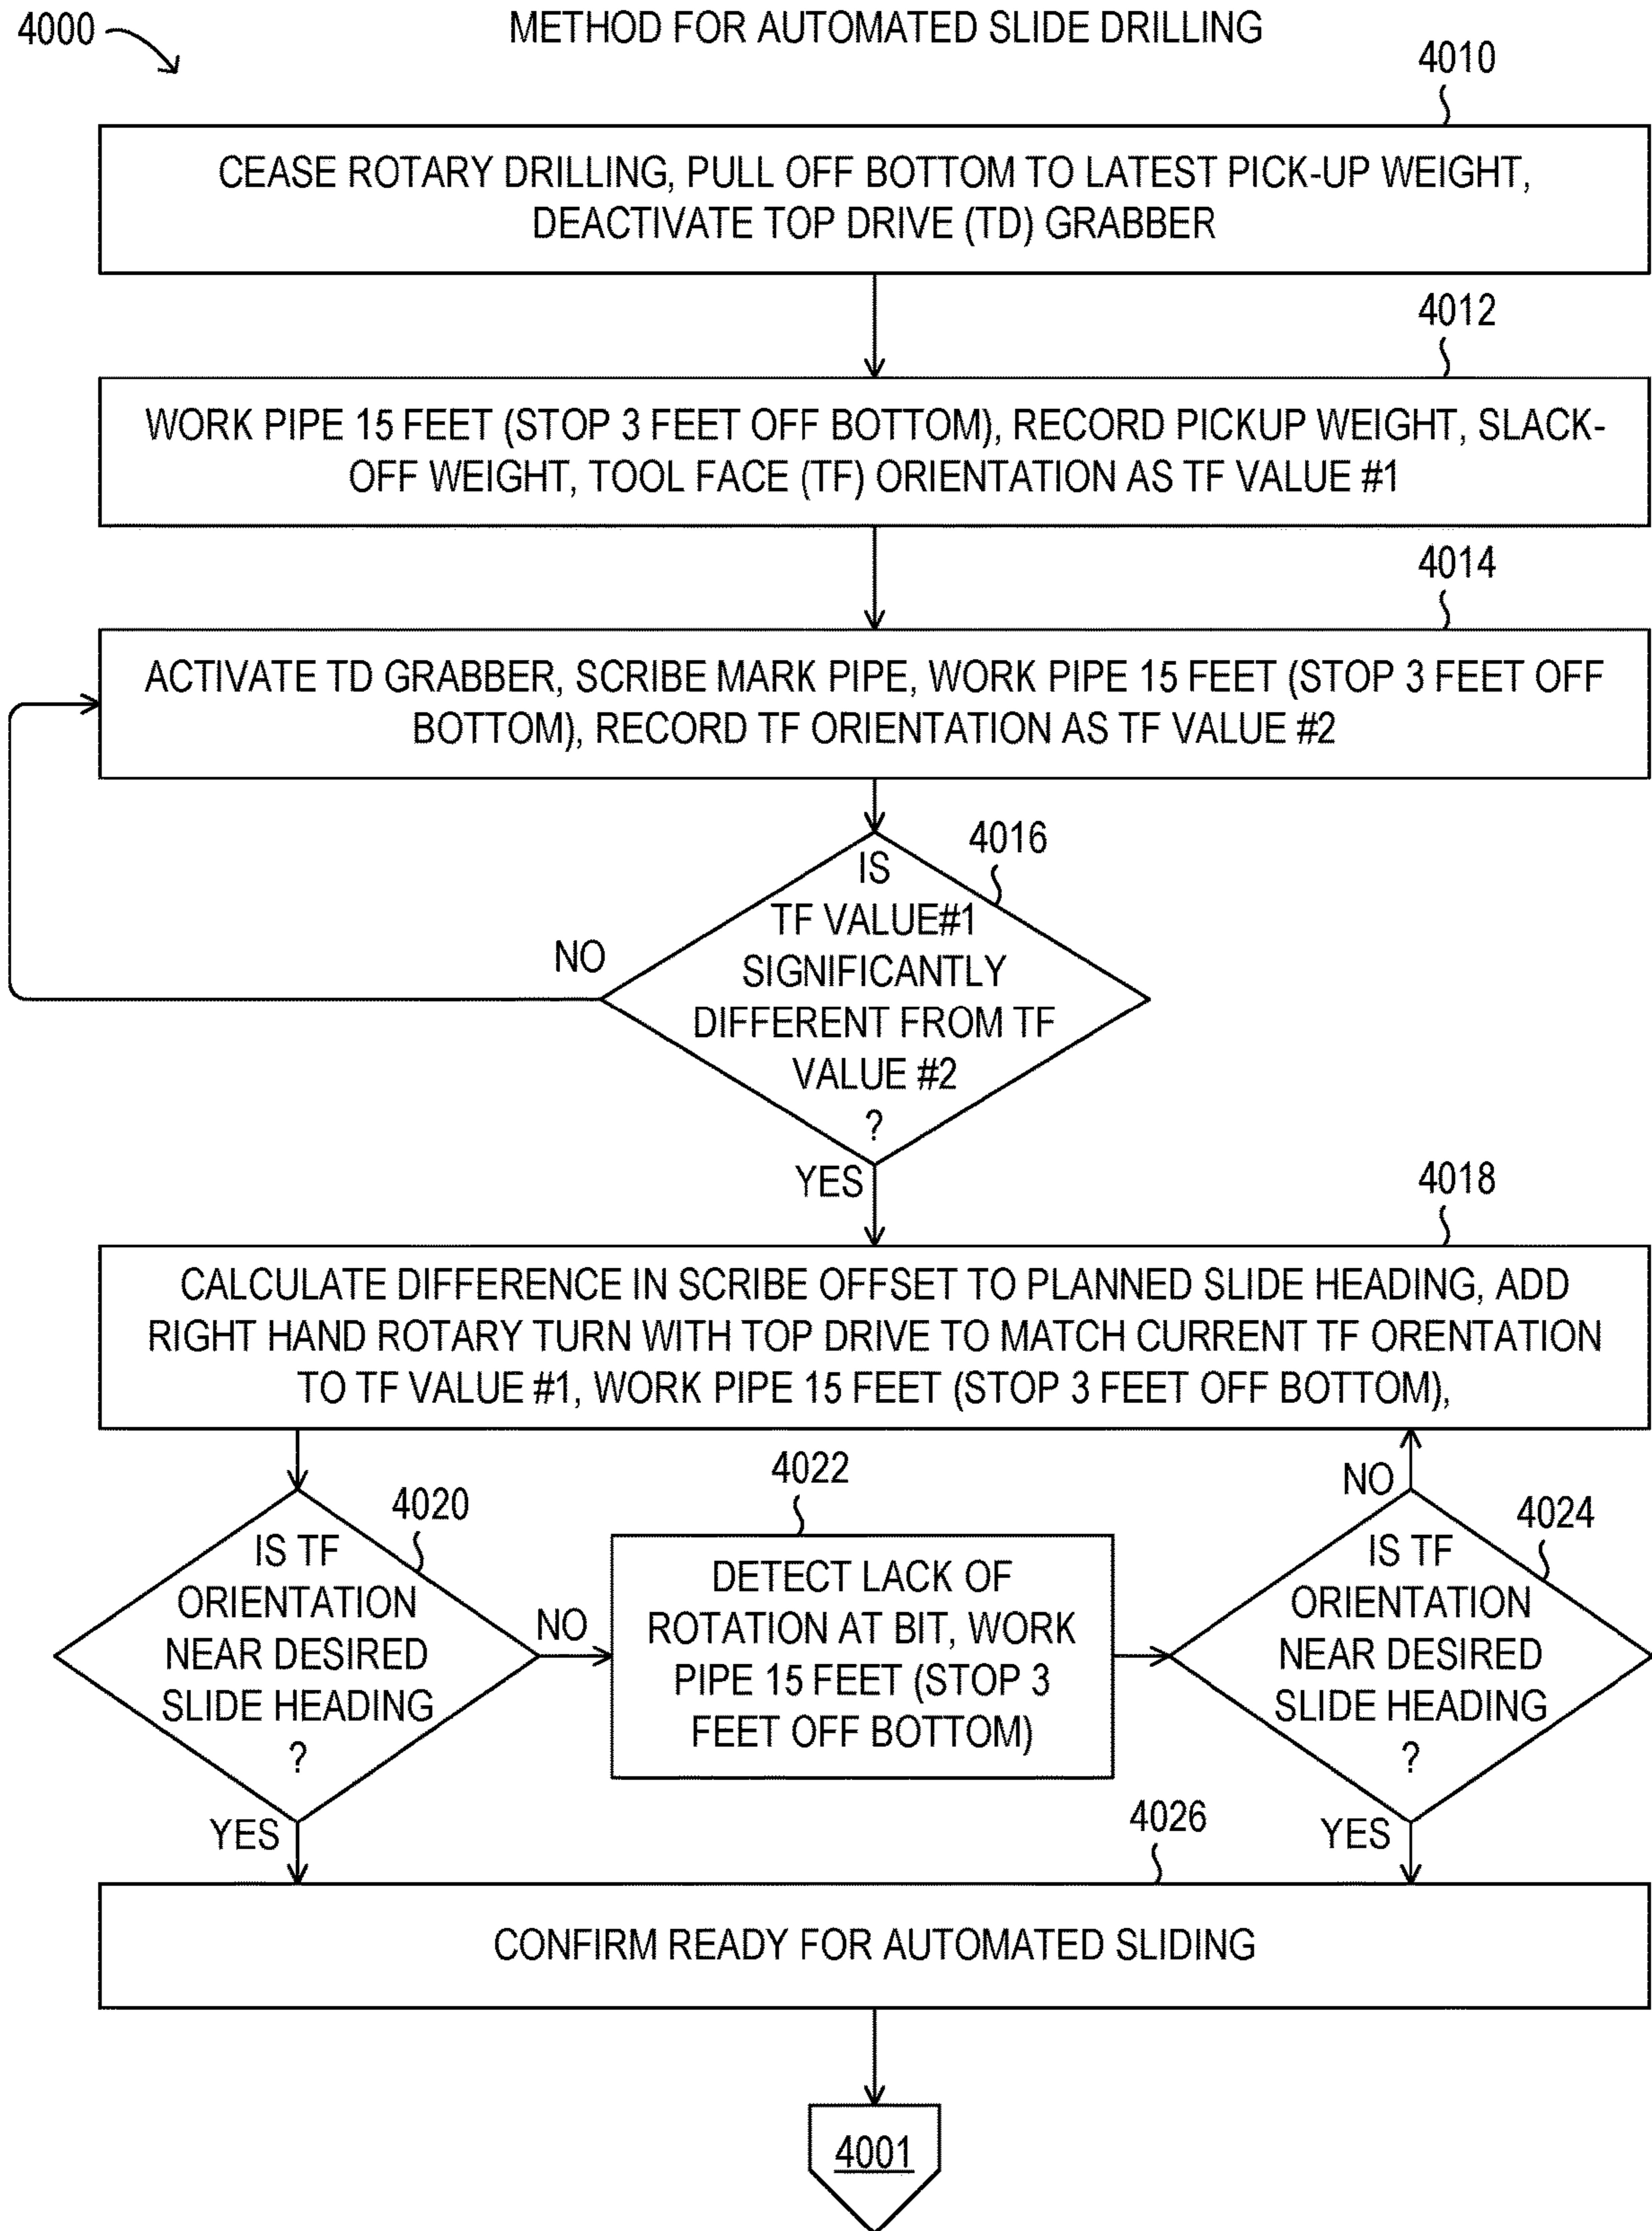 4000
METHOD FOR AUTOMATED SLIDE DRILLING
4010
CEASE ROTARY DRILLING, PULL OFF BOTTOM TO LATEST PICK-UP WEIGHT,
DEACTIVATE TOP DRIVE (TD) GRABBER
4012
WORK PIPE 15 FEET (STOP 3 FEET OFF BOTTOM), RECORD PICKUP WEIGHT, SLACK-
OFF WEIGHT, TOOL FACE (TF) ORIENTATION AS TF VALUE #1
4014
ACTIVATE TD GRABBER, SCRIBE MARK PIPE, WORK PIPE 15 FEET (STOP 3 FEET OFF
BOTTOM), RECORD TF ORIENTATION AS TF VALUE #2
4016
IS
TF VALUE#1
SIGNIFICANTLY
DIFFERENT FROM TF
VALUE #2
?
NO
YES
4018
CALCULATE DIFFERENCE IN SCRIBE OFFSET TO PLANNED SLIDE HEADING, ADD
RIGHT HAND ROTARY TURN WITH TOP DRIVE TO MATCH CURRENT TF ORENTATION
TO TF VALUE #1, WORK PIPE 15 FEET (STOP 3 FEET OFF BOTTOM),
4020
IS TF
ORIENTATION
NEAR DESIRED
SLIDE HEADING
?
NO
YES
4022
DETECT LACK OF
ROTATION AT BIT, WORK
PIPE 15 FEET (STOP 3
FEET OFF BOTTOM)
NO
4024
IS TF
ORIENTATION
NEAR DESIRED
SLIDE HEADING
?
YES
4026
CONFIRM READY FOR AUTOMATED SLIDING
4001